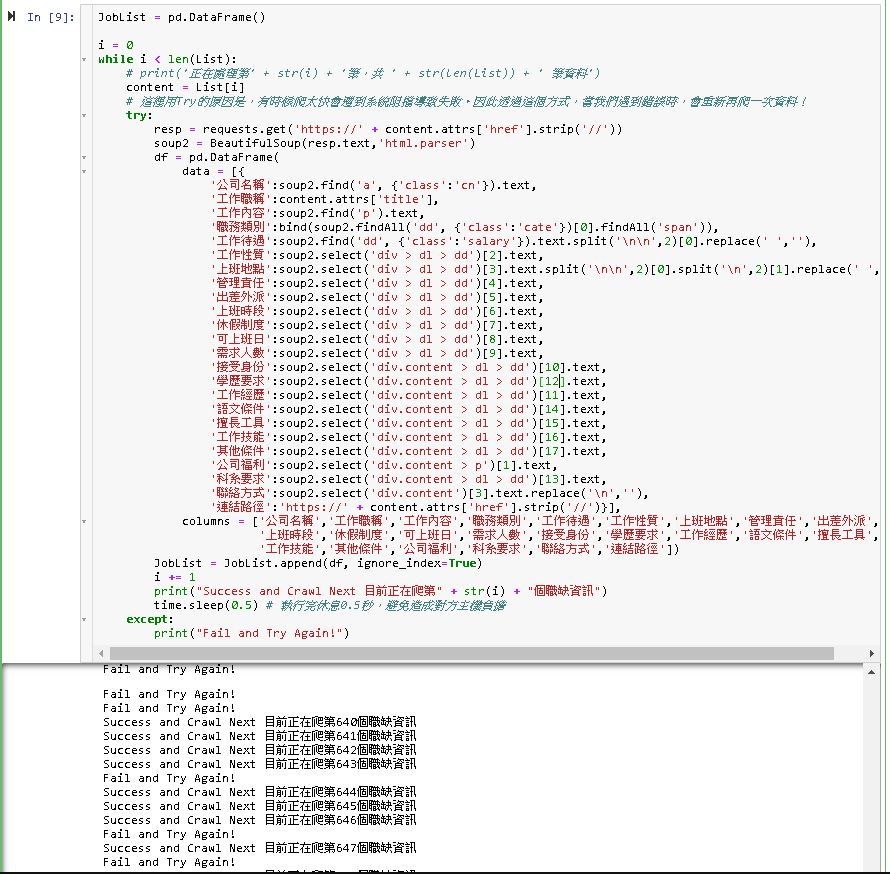 In [9]:
JobList = pd.DataFrame()
i = 0
while i < len(List):
# print('正在處理第' + str(i) + '筆，共 ' + str(len(List)) + ' 筆資料')
content = List[i]
# 這裡用Try的原因是，有時候爬太快會遭到系統阻擋導致失敗。因此透過這個方式，當我們遇到錯誤時，會重新再爬一次資料！
try:
resp = requests.get('https://' + content.attrs['href'].strip('//'))
soup2 = BeautifulSoup(resp.text,'html.parser')
df = pd.DataFrame(
data = [{
'公司名稱':soup2.find('a', {'class':'cn'}).text,
'工作職稱':content.attrs['title'],
'工作內容':soup2.find('p').text,
'職務類別':bind(soup2.findAll('dd', {'class':'cate'})[0].findAll('span')),
'工作待遇':soup2.find('dd', {'class':'salary'}).text.split('\n\n',2)[0].replace(' ',''),
'工作性質':soup2.select('div > dl > dd')[2].text,
'上班地點':soup2.select('div > dl > dd')[3].text.split('\n\n',2)[0].split('\n',2)[1].replace(' ',
'管理責任':soup2.select('div > dl > dd')[4].text,
'出差外派':soup2.select('div > dl > dd')[5].text,
'上班時段':soup2.select('div > dl > dd')[6].text,
'休假制度':soup2.select('div > dl > dd')[7].text,
'可上班日':soup2.select('div > dl > dd')[8].text,
'需求人數':soup2.select('div > dl > dd')[9].text,
'接受身份':soup2.select('div.content > dl > dd')[10].text,
'學歷要求':soup2.select('div.content > dl > dd')[12].text,
'工作經歷':soup2.select('div.content > dl > dd')[11].text,
'語文條件':soup2.select('div.content > dl > dd')[14].text,
'擅長工具':soup2.select('div.content > dl > dd')[15].text,
'工作技能':soup2.select('div.content > dl > dd')[16].text,
'其他條件':soup2.select('div.content > dl > dd')[17].text,
'公司福利':soup2.select('div.content > p')[1].text,
'科系要求':soup2.select('div.content > dl > dd')[13].text,
'聯絡方式':soup2.select('div.content')[3].text.replace('\n',''),
'連結路徑':'https://' + content.attrs['href'].strip('//')}],
columns = ['公司名稱','工作職稱','工作內容','職務類別','工作待遇','工作性質','上班地點','管理責任','出差外派',
'上班時段','休假制度','可上班日','需求人數','接受身份','學歷要求','工作經歷','語文條件','擅長工具',
'工作技能','其他條件','公司福利','科系要求','聯絡方式','連結路徑'])
JobList = JobList.append(df, ignore_index=True)
i += 1
print("Success and Crawl Next 目前正在爬第" + str(i) + "個職缺資訊")
time.sleep(0.5) # 執行完休息0.5秒，避免造成對方主機負擔
except:
print("Fail and Try Again!")
Fail and Try Again!
Fail and Try Again!
Fail and Try Again!
Success and Crawl Next 目前正在爬第640個職缺資訊
Success and Crawl Next 目前正在爬第641個職缺資訊
Success and Crawl Next 目前正在爬第642個職缺資訊
Success and Crawl Next 目前正在爬第643個職缺資訊
Fail and Try Again!
Success and Crawl Next 目前正在爬第644個職缺資訊
Success and Crawl Next 目前正在爬第645個職缺資訊
Success and Crawl Next 目前正在爬第646個職缺資訊
Fail and Try Again!
Success and Crawl Next 目前正在爬第647個職缺資訊
Fail and Try Again!